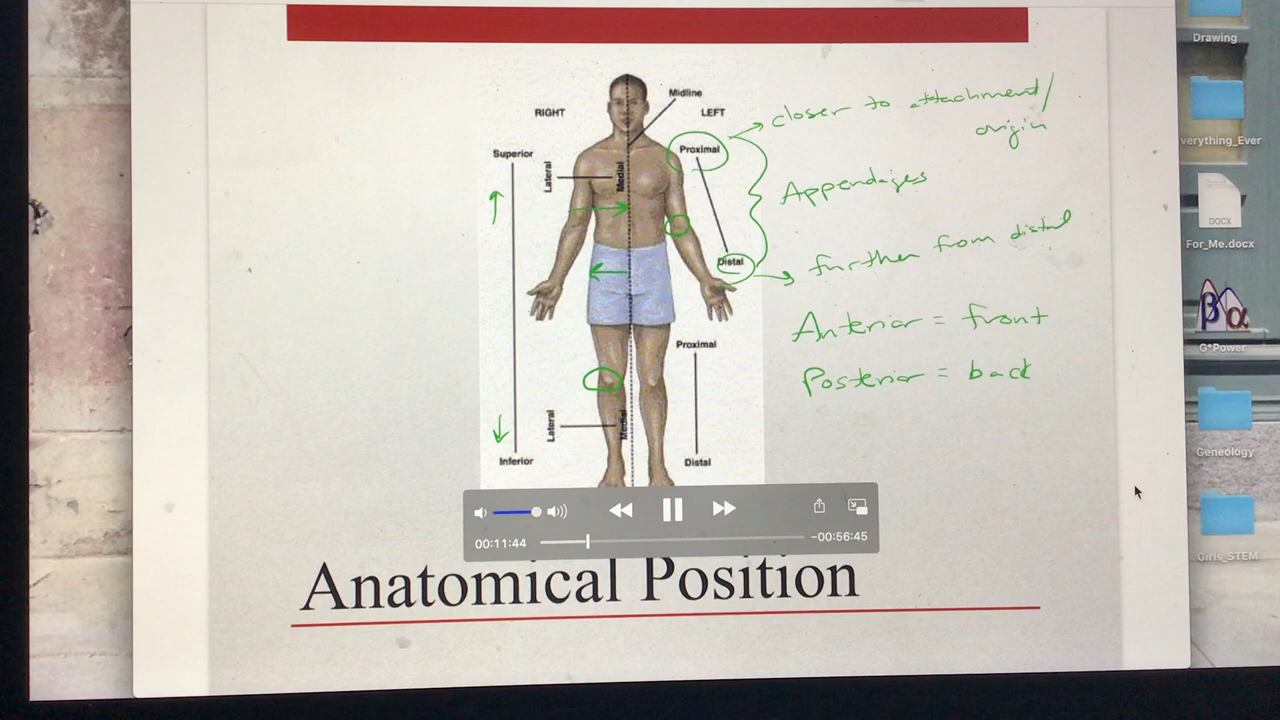 Drawing
verything_Ever
DOCX
For_Me.docx
β α
G*Power
Geneology
Girls_STEM
RIGHT
Midline
LEFT
Superior
Lateral
Medial
Proximal
Distal
Proximal
Lateral
Medial
Inferior
Distal
closer to attachment/
origin
Appendages
further from distal
Anterior = front
Posterior = back
00:11:44
-00:56:45
Anatomical Position